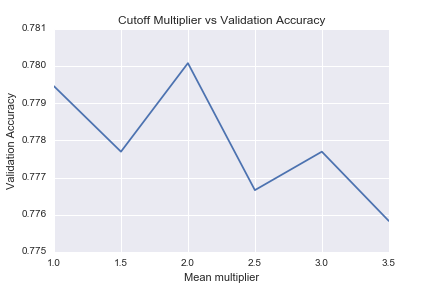 Cutoff Multiplier vs Validation Accuracy
Validation Accuracy
0.781
0.780
0.779
0.778
0.777
0.776
0.775
1.0 1.5 2.0 2.5 3.0 3.5
Mean multiplier